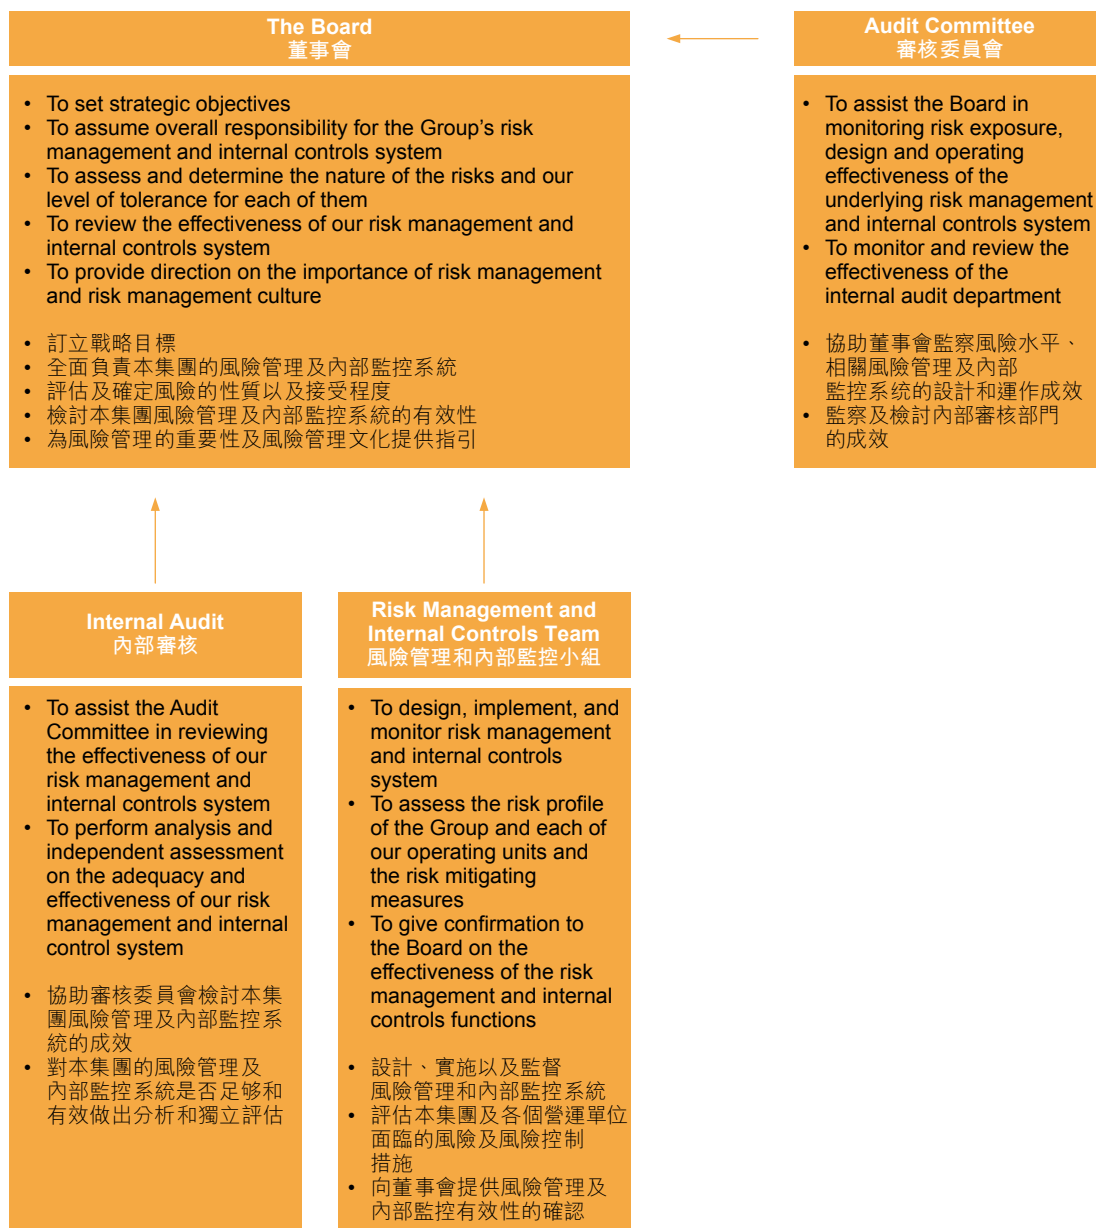 The Board
董事會
• To set strategic objectives
• To assume overall responsibility for the Group's risk
management and internal controls system
• To assess and determine the nature of the risks and our
level of tolerance for each of them
• To review the effectiveness of our risk management and
internal controls system
• To provide direction on the importance of risk management
and risk management culture
• 訂立戰略目標
• 全面負責本集團的風險管理及內部監控系統
• 評估及確定風險的性質以及接受程度
• 檢討本集團風險管理及內部監控系統的有效性
• 為風險管理的重要性及風險管理文化提供指引
Audit Committee
審核委員會
• To assist the Board in
monitoring risk exposure,
design and operating
effectiveness of the
underlying risk management
and internal controls system
• To monitor and review the
effectiveness of the
internal audit department
• 協助董事會監察風險水平、
相關風險管理及內部
監控系統的設計和運作成效
• 監察及檢討內部審核部門
的成效
Internal Audit
內部審核
• To assist the Audit
Committee in reviewing
the effectiveness of our
risk management and
internal controls system
• To perform analysis and
independent assessment
on the adequacy and
effectiveness of our risk
management and internal
control system
• 協助審核委員會檢討本集
團風險管理及內部監控系
統的成效
• 對本集團的風險管理及
內部監控系統是否足够和
有效做出分析和獨立評估
Risk Management and
Internal Controls Team
風險管理和內部監控小組
• To design, implement, and
monitor risk management
and internal controls
system
• To assess the risk profile
of the Group and each of
our operating units and
the risk mitigating
measures
• To give confirmation to
the Board on the
effectiveness of the risk
management and internal
controls functions
• 設計、實施以及監督
風險管理和內部監控系統
• 評估本集團及各個營運單位
面臨的風險及風險控制
措施
• 向董事會提供風險管理及
內部監控有效性的確認